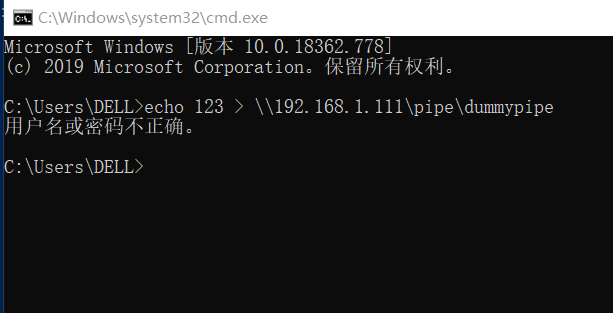 C:\Windows\system32\cmd.exe
Microsoft Windows [版本 10.0.18362.778]
(c) 2019 Microsoft Corporation。保留所有权利。
C:\Users\DELL>echo 123 > \\192.168.1.111\pipe\dummypipe
用户名或密码不正确。
C:\Users\DELL>